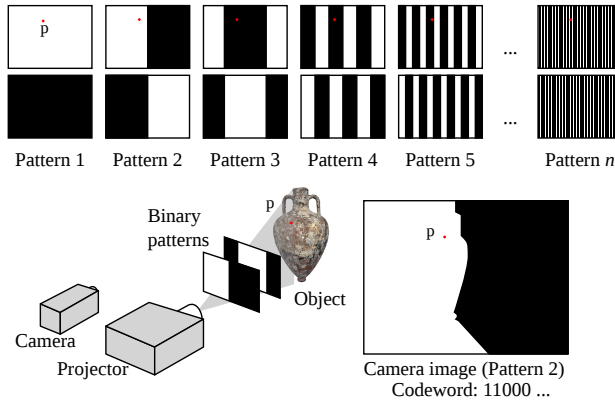 p
...
...
Pattern 1
Pattern 2
Pattern 3
Pattern 4
Pattern 5
Pattern n
p
Binary
patterns
Object
Camera
Projector
p
Camera image (Pattern 2)
Codeword: 11000 ...